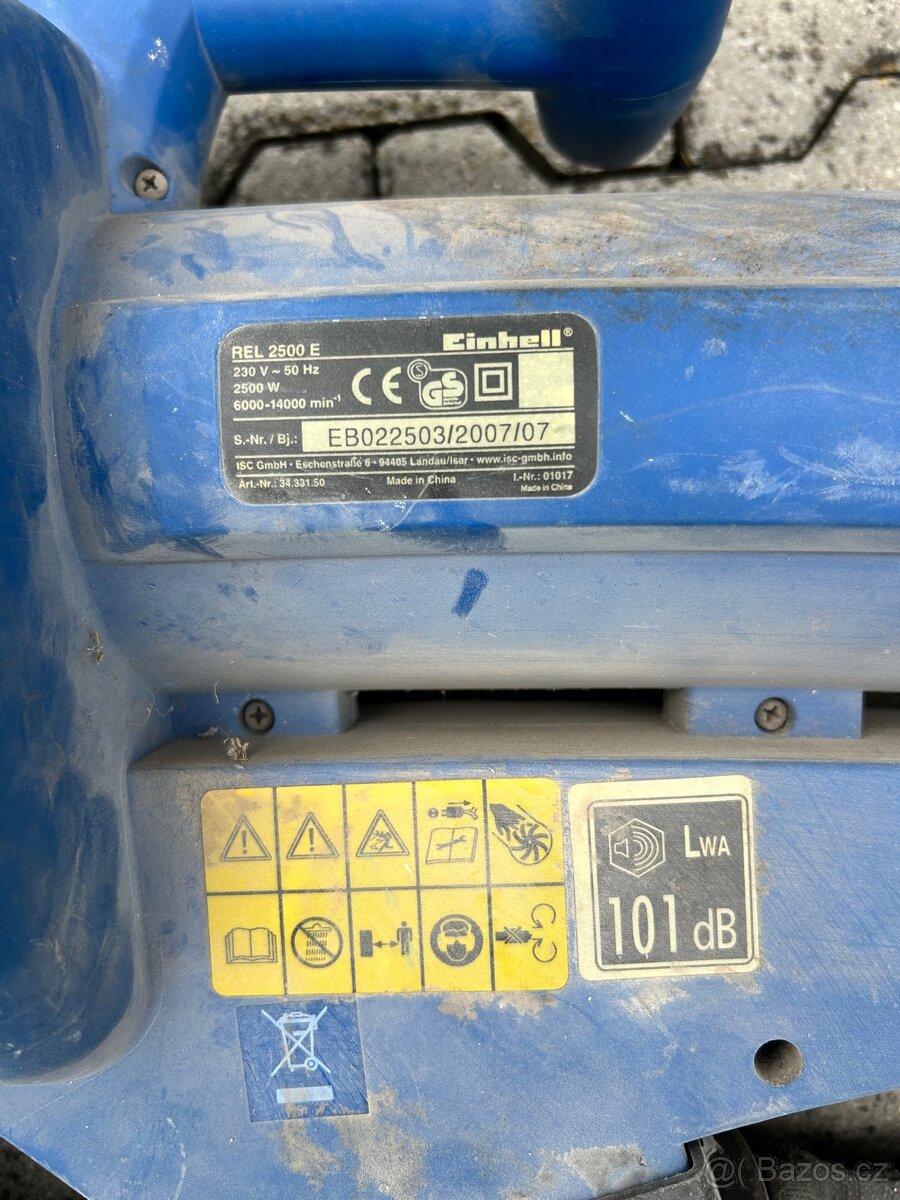 REL 2500 E
Einhell®
230 V ~ 50 Hz
2500 W
6000-14000 min⁻¹
CE
S
GS
S.-Nr. / Bj.: EB022503/2007/07
ISC GmbH • Eschenstraße 6 • 94405 Landau/Isar • www.isc-gmbh.info
Art.-Nr.: 34.331.50 Made in China I.-Nr.: 01017
Made in China
LWA
101 dB
@( Bazos.cz